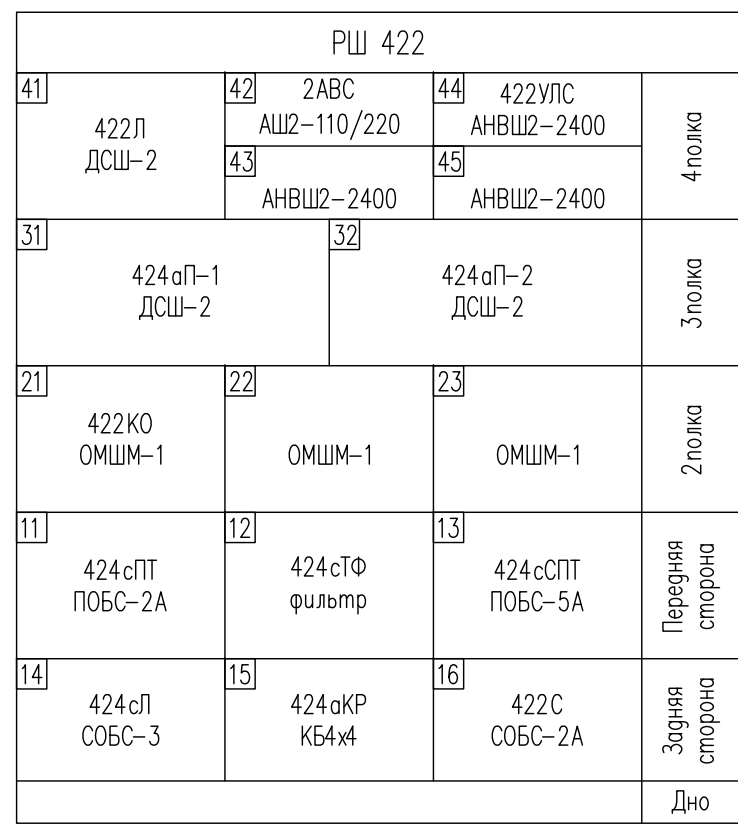 РШ 422
41
422Л
ДСШ-2
42
2АВС
АШ2-110/220
44
422УЛС
АНВШ2-2400
4полка
43
АНВШ2-2400
45
АНВШ2-2400
31
424аП-1
ДСШ-2
32
424аП-2
ДСШ-2
3полка
21
422КО
ОМШМ-1
22
ОМШМ-1
23
ОМШМ-1
2полка
11
424сПТ
ПОБС-2А
12
424сТФ
фильтр
13
424сСПТ
ПОБС-5А
Передняя
сторона
14
424сЛ
СОБС-3
15
424аКР
КБ4х4
16
422С
СОБС-2А
Задняя
сторона
Дно